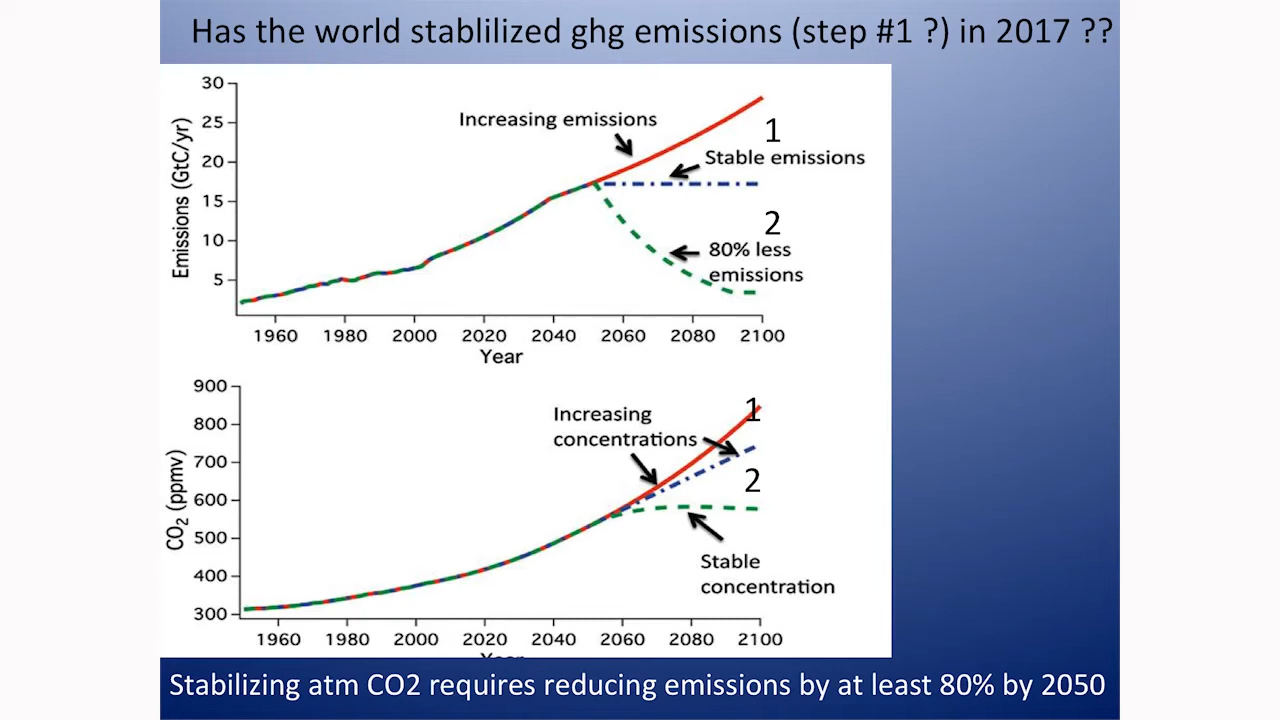 Has the world stablilized ghg emissions (step #1 ?) in 2017 ??
30
25
20
15
10
5
Emissions (GtC/yr)
Increasing emissions
1
Stable emissions
2
80% less
emissions
1960 1980 2000 2020 2040 2060 2080 2100
Year
900
800
700
600
500
400
300
CO2 (ppmv)
Increasing
concentrations
1
2
Stable
concentration
1960 1980 2000 2020 2040 2060 2080 2100
Year
Stabilizing atm CO2 requires reducing emissions by at least 80% by 2050